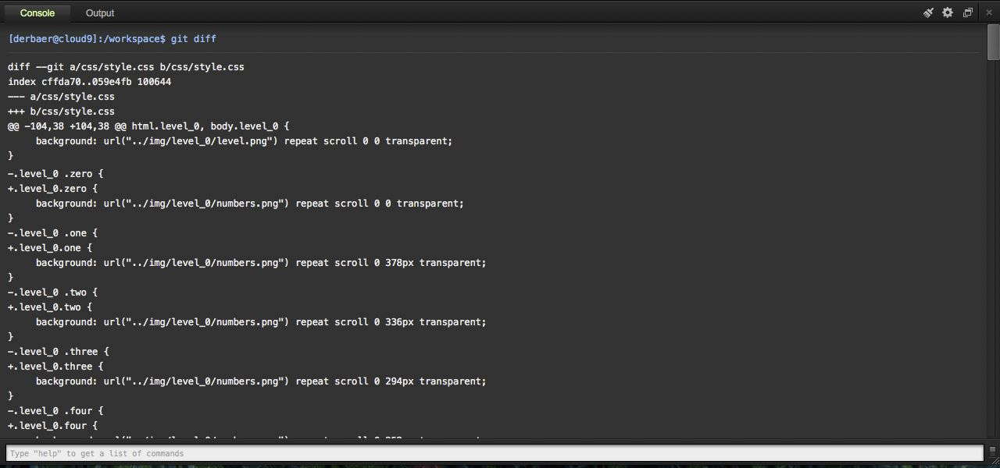 Console Output
[derbaer@cloud9]:/workspace$ git diff
diff --git a/css/style.css b/css/style.css
index cffda70..059e4fb 100644
--- a/css/style.css
+++ b/css/style.css
@@ -104,38 +104,38 @@ html.level_0, body.level_0 {
     background: url("../img/level_0/level.png") repeat scroll 0 0 transparent;
}
-.level_0 .zero {
+.level_0.zero {
     background: url("../img/level_0/numbers.png") repeat scroll 0 0 transparent;
}
-.level_0 .one {
+.level_0.one {
     background: url("../img/level_0/numbers.png") repeat scroll 0 378px transparent;
}
-.level_0 .two {
+.level_0.two {
     background: url("../img/level_0/numbers.png") repeat scroll 0 336px transparent;
}
-.level_0 .three {
+.level_0.three {
     background: url("../img/level_0/numbers.png") repeat scroll 0 294px transparent;
}
-.level_0 .four {
+.level_0.four {
Type "help" to get a list of commands